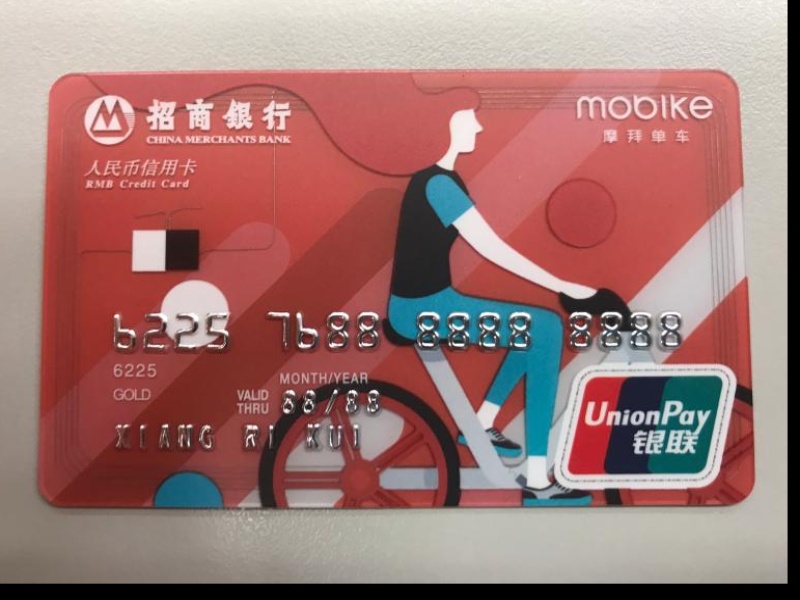 招商銀行
CHINA MERCHANTS BANK
mobike
摩拜单车
人民币信用卡
RMB Credit Card
6225 7688 8888 8888
6225
GOLD
MONTH/YEAR
VALID THRU 88/88
XIANG RI KUI
UnionPay
银联